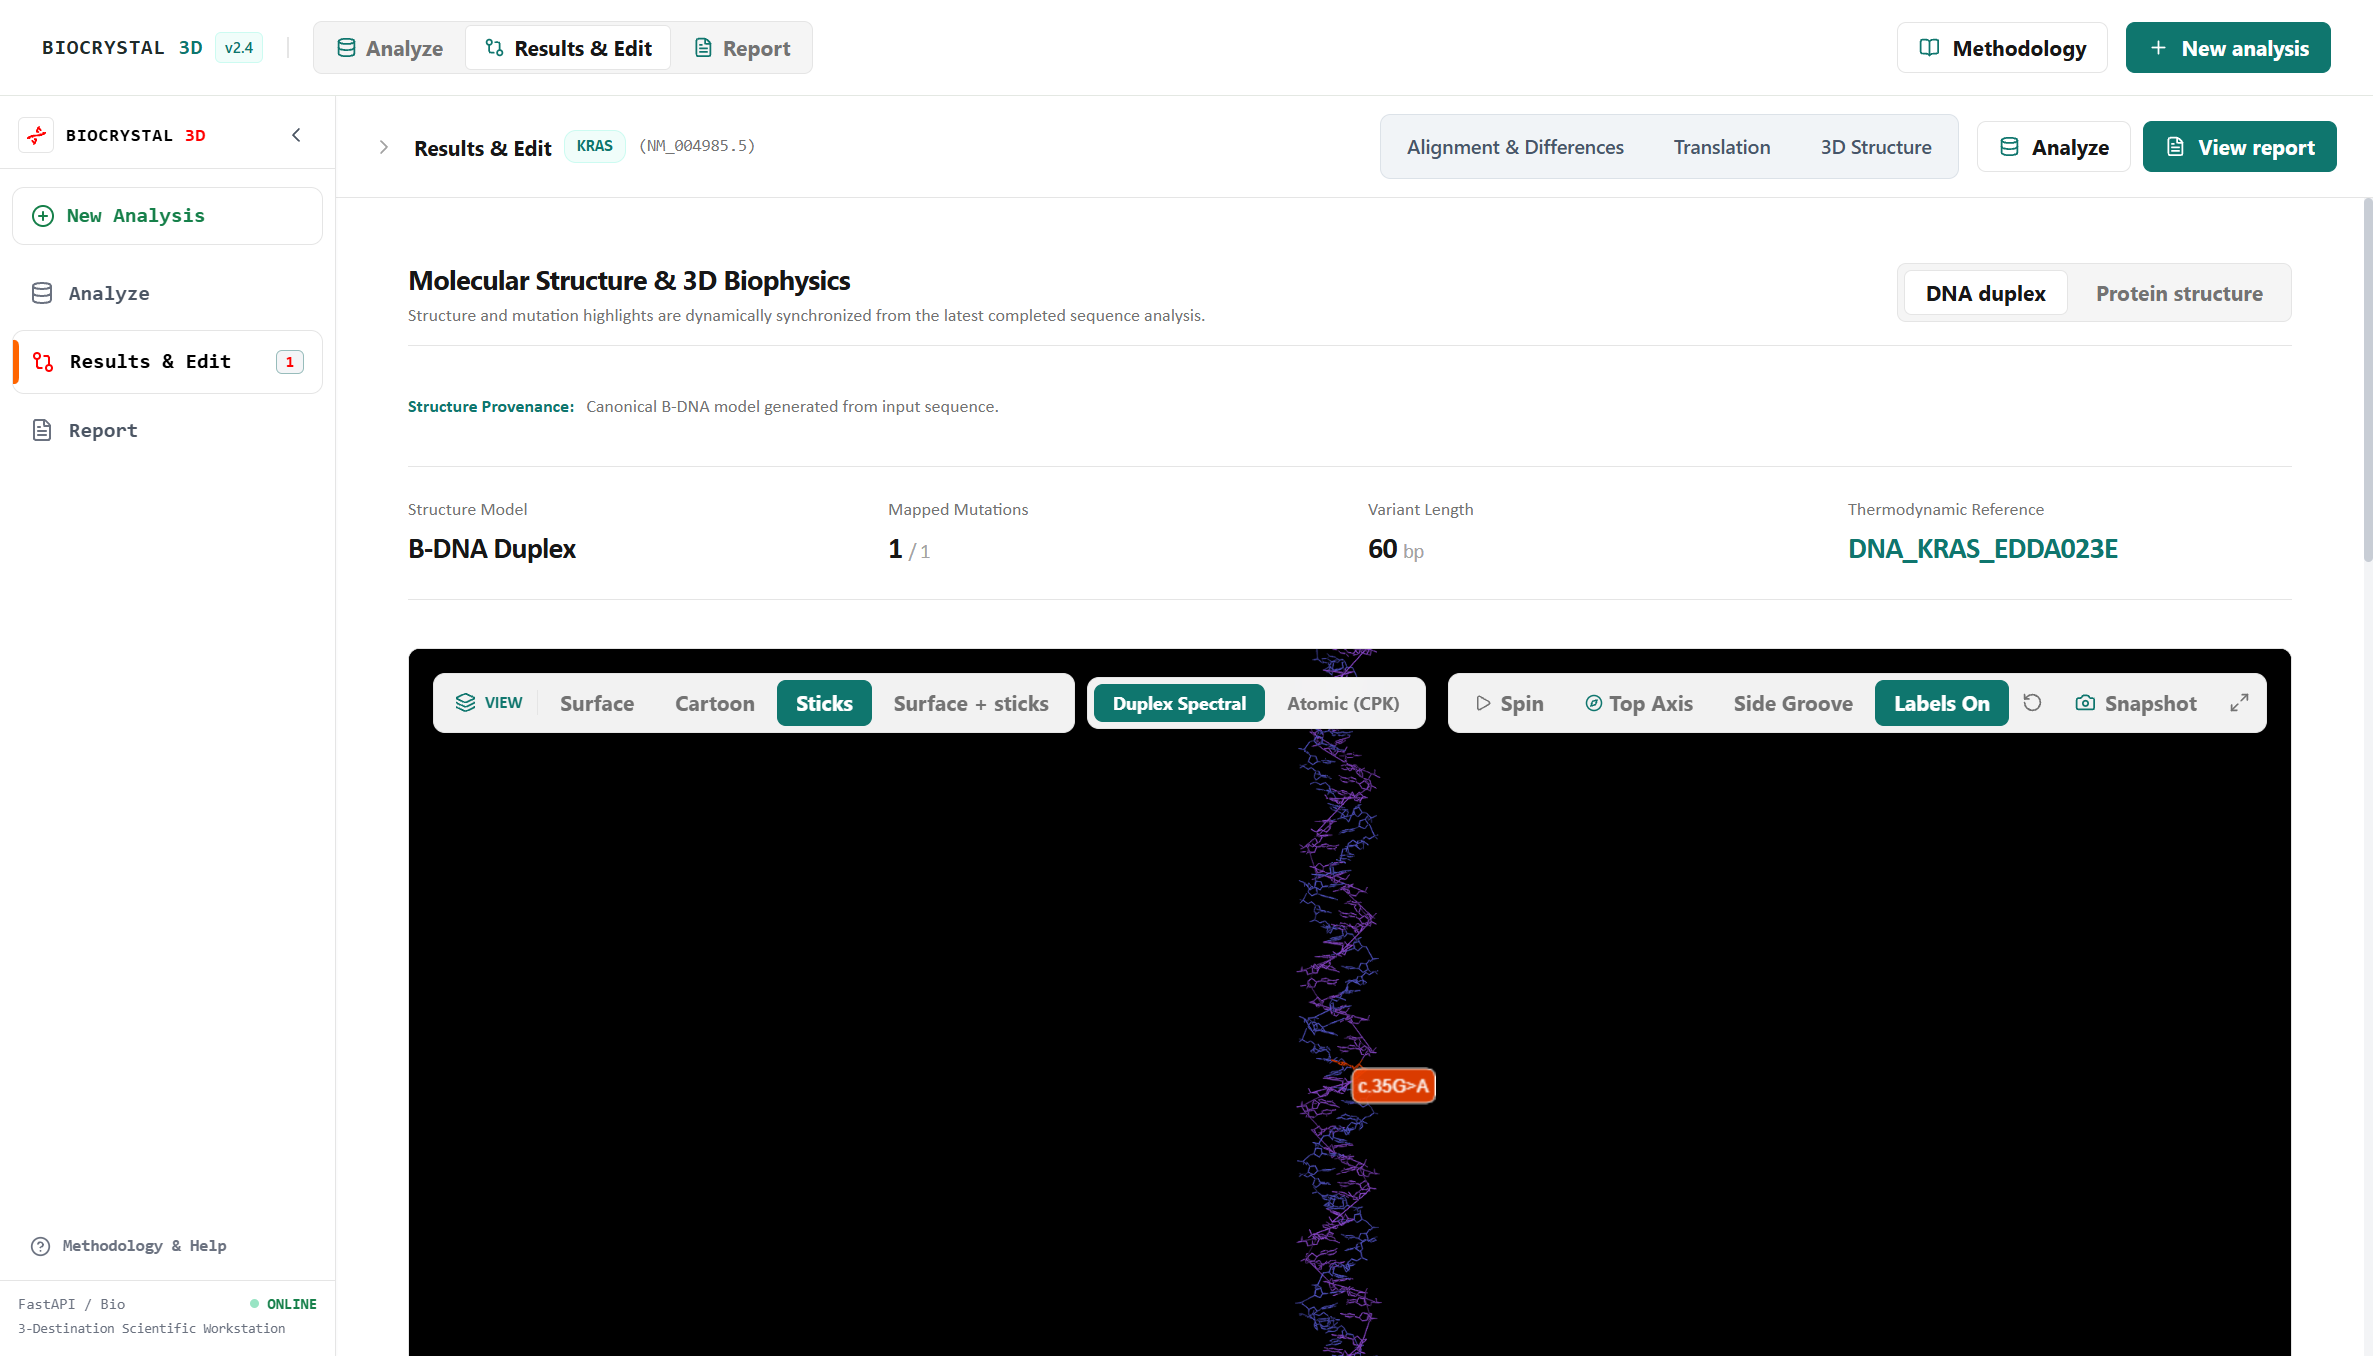 BIOCRYSTAL 3D v2.4 Analyze Results & Edit Report Methodology + New analysis
BIOCRYSTAL 3D
New Analysis
Analyze
Results & Edit 1
Report
Methodology & Help
FastAPI / Bio ONLINE
3-Destination Scientific Workstation
Results & Edit KRAS (NM_004985.5) Alignment & Differences Translation 3D Structure Analyze View report
Molecular Structure & 3D Biophysics
Structure and mutation highlights are dynamically synchronized from the latest completed sequence analysis.
DNA duplex Protein structure
Structure Provenance: Canonical B-DNA model generated from input sequence.
Structure Model
B-DNA Duplex
Mapped Mutations
1 / 1
Variant Length
60 bp
Thermodynamic Reference
DNA_KRAS_EDDA023E
VIEW Surface Cartoon Sticks Surface + sticks Duplex Spectral Atomic (CPK) Spin Top Axis Side Groove Labels On Snapshot
c.35G>A